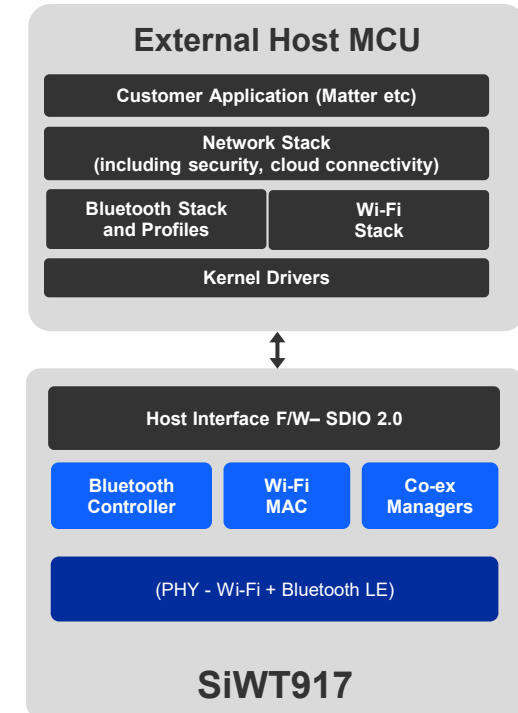 External Host MCU
Customer Application (Matter etc)
Network Stack
(including security, cloud connectivity)
Bluetooth Stack
and Profiles
Wi-Fi
Stack
Kernel Drivers
Host Interface F/W– SDIO 2.0
Bluetooth
Controller
Wi-Fi
MAC
Co-ex
Managers
(PHY - Wi-Fi + Bluetooth LE)
SiWT917